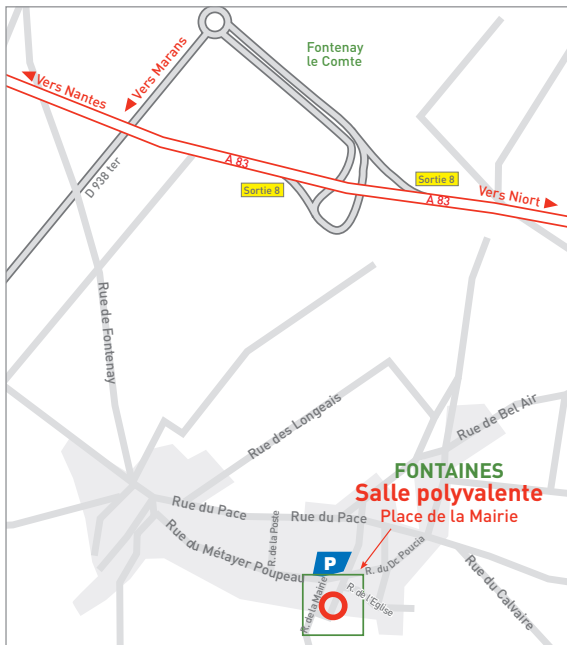 Fontenay
le Comte
Vers Marans
Vers Nantes
D 938 ter
A 83
Sortie 8
Sortie 8
Vers Niort
A 83
Rue de Fontenay
Rue des Longeais
Rue de Bel Air
FONTAINES
Salle polyvalente
Place de la Mairie
Rue du Pace
Rue du Pace
R. de la Poste
Rue du Métayer Poupeau
P
R. du Dc Poucia
R. de l'Eglise
R. de la Mairie
Rue du Calvaire